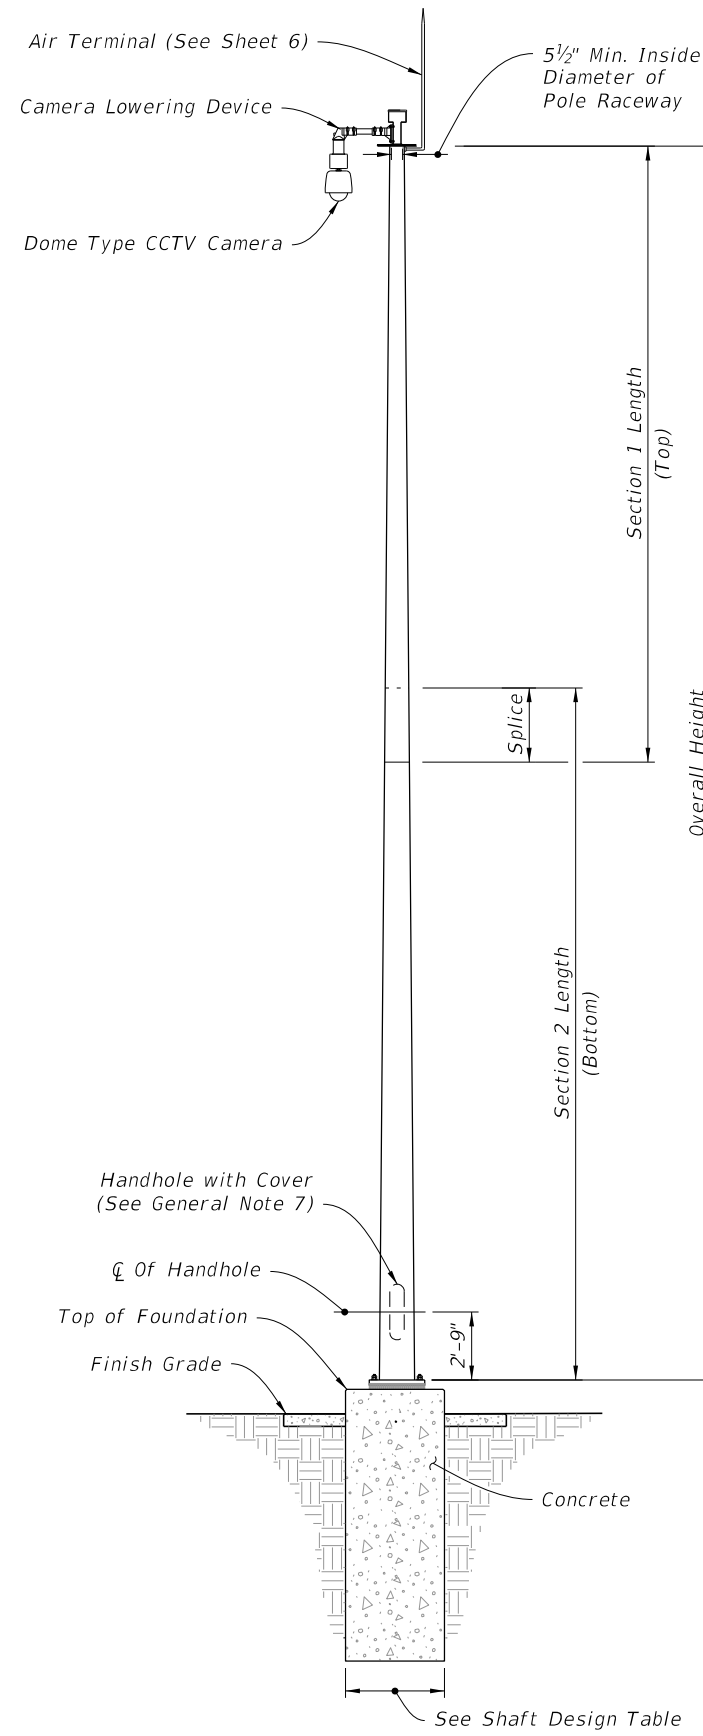 Air Terminal (See Sheet 6)
5½" Min. Inside
Diameter of
Pole Raceway
Camera Lowering Device
Dome Type CCTV Camera
Section 1 Length
(Top)
Splice
Overall Height
Section 2 Length
(Bottom)
Handhole with Cover
(See General Note 7)
℄ Of Handhole
Top of Foundation
2'-9"
Finish Grade
Concrete
See Shaft Design Table